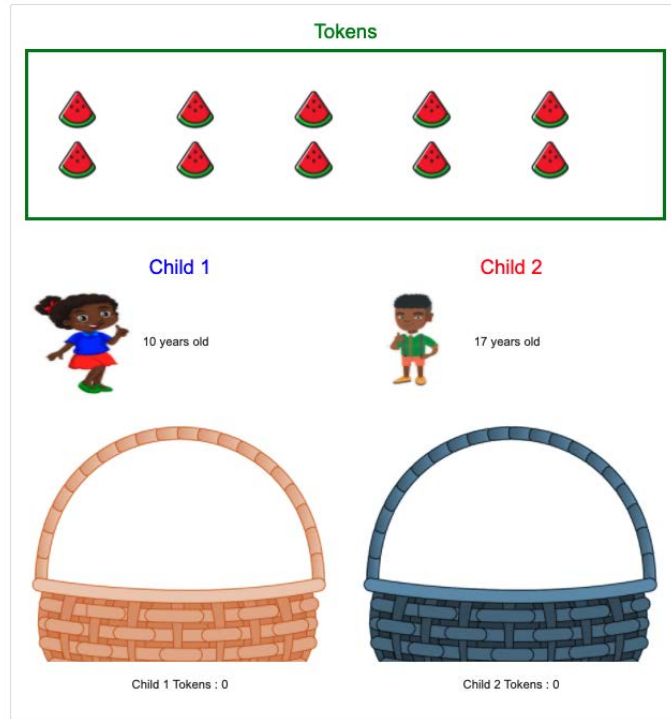 Tokens
Child 1
Child 2
10 years old
17 years old
Child 1 Tokens : 0
Child 2 Tokens : 0